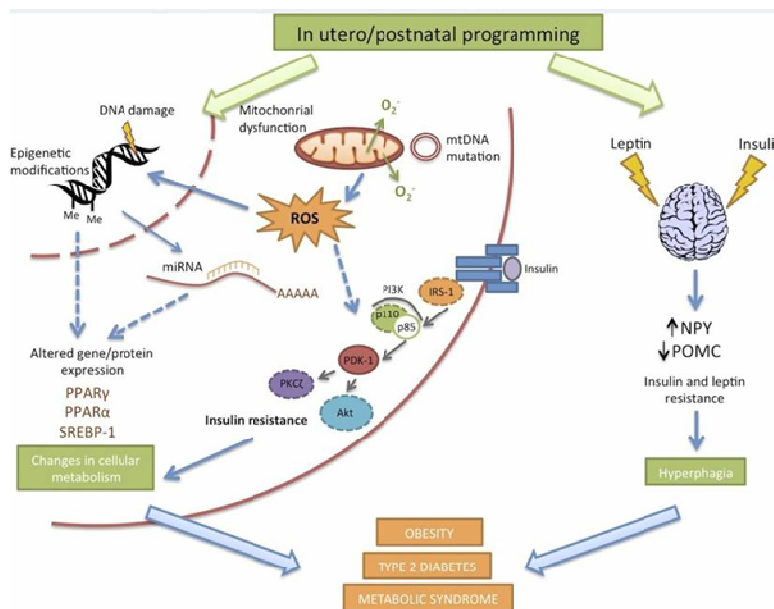 In utero/postnatal programming
DNA damage
Mitochonrial
dysfunction
O₂⁻
mtDNA
mutation
O₂⁻
Epigenetic
modifications
Me Me
ROS
miRNA
AAAAA
Leptin
Insuli
Insulin
IRS-1
PI3K
p110
p85
PDK-1
PKCζ
Akt
Insulin resistance
Altered gene/protein
expression
PPARγ
PPARα
SREBP-1
Changes in cellular
metabolism
↑NPY
↓POMC
Insulin and leptin
resistance
Hyperphagia
OBESITY
TYPE 2 DIABETES
METABOLIC SYNDROME